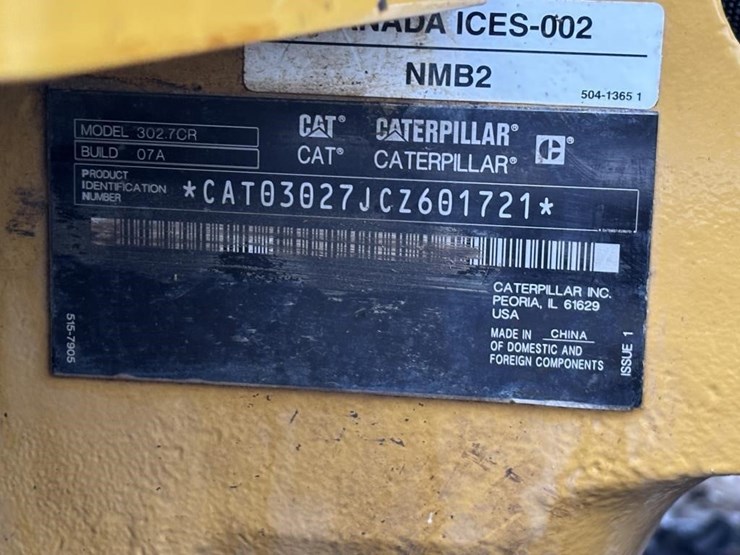 CANADA ICES-002
NMB2
504-1365 1
MODEL 302.7CR
BUILD 07A
CAT® CATERPILLAR®
CAT® CATERPILLAR®
PRODUCT
IDENTIFICATION
NUMBER
*CAT03027JCZ601721*
CATERPILLAR INC.
PEORIA, IL 61629
USA
MADE IN CHINA
OF DOMESTIC AND
FOREIGN COMPONENTS
ISSUE 1
515-7905